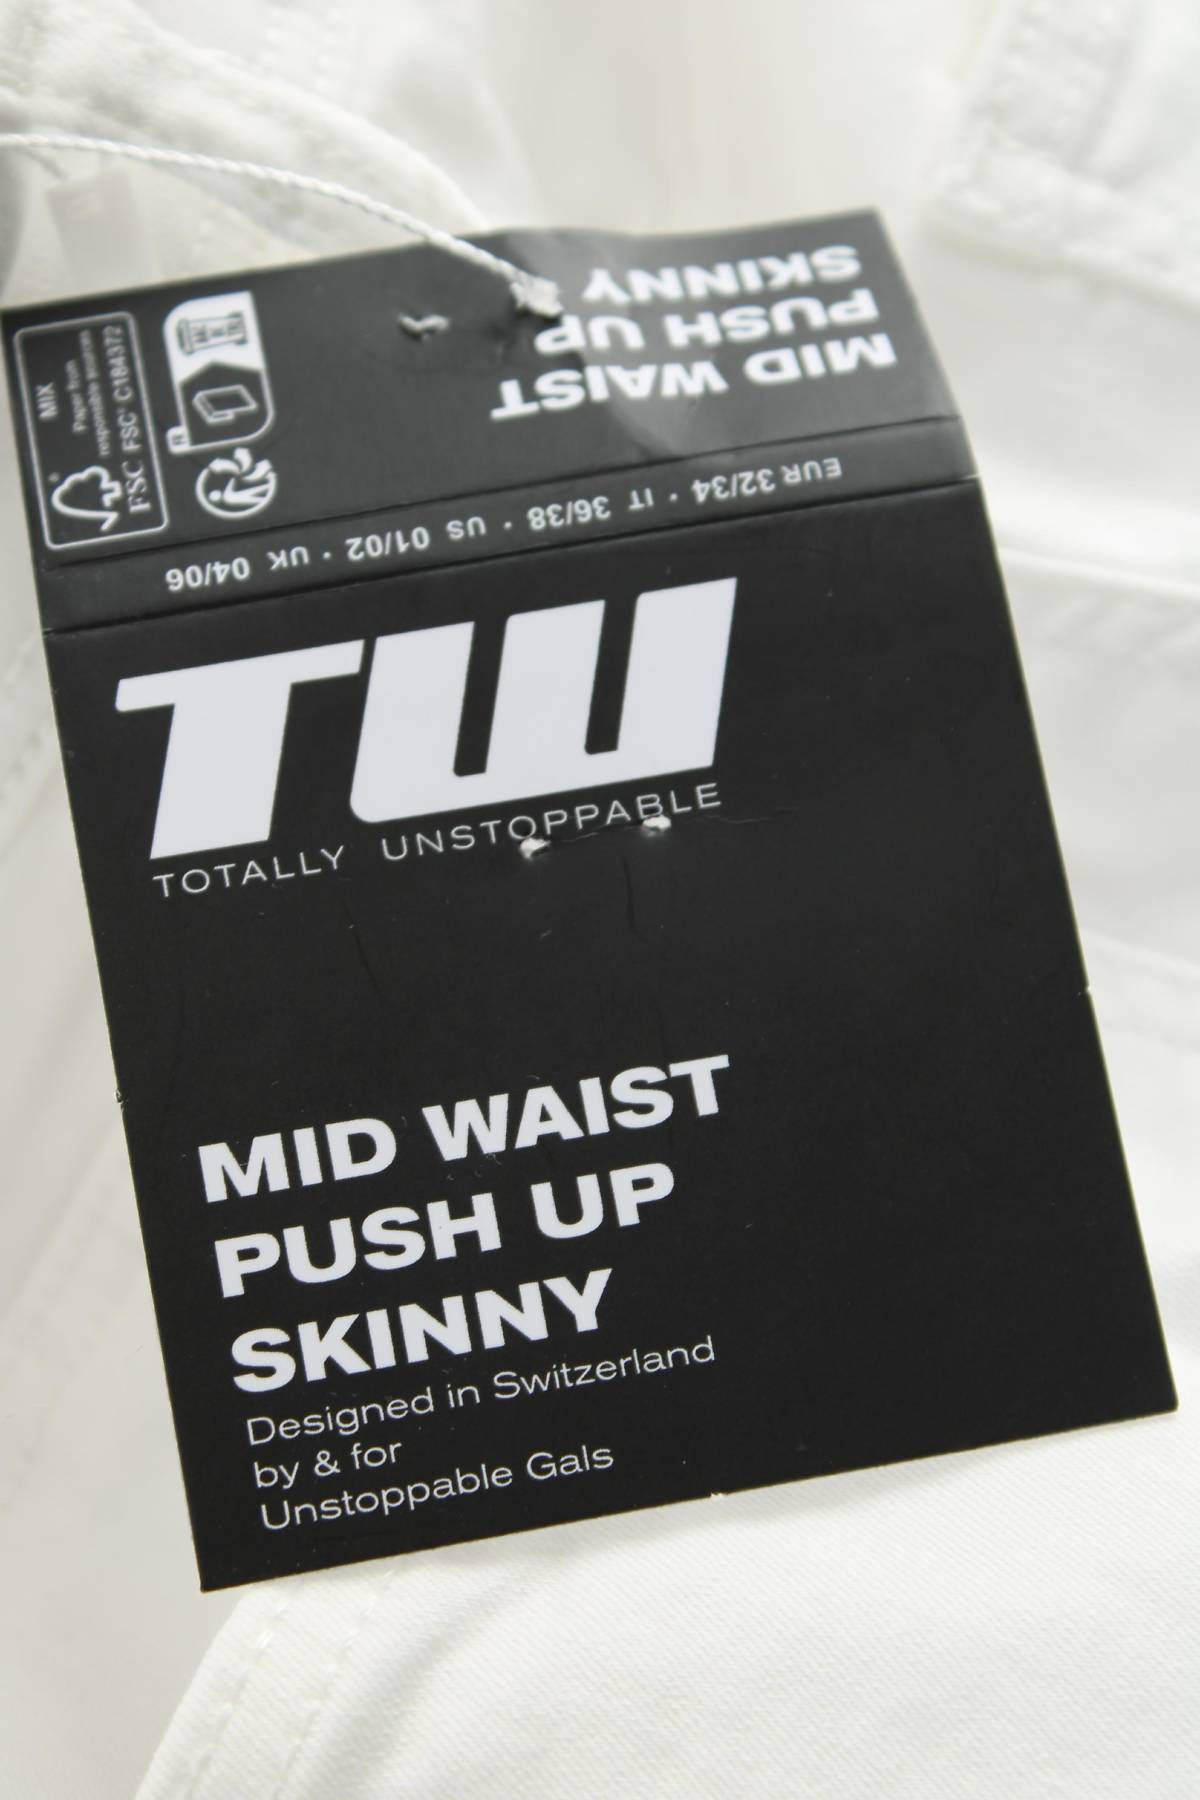 MIX
Paper from
responsible sources
FSC® C184372
FSC
MID WAIST
PUSH UP
SKINNY
EUR 32/34 · IT 36/38 · US 01/02 · UK 04/06
TW
TOTALLY UNSTOPPABLE
MID WAIST
PUSH UP
SKINNY
Designed in Switzerland
by & for
Unstoppable Gals